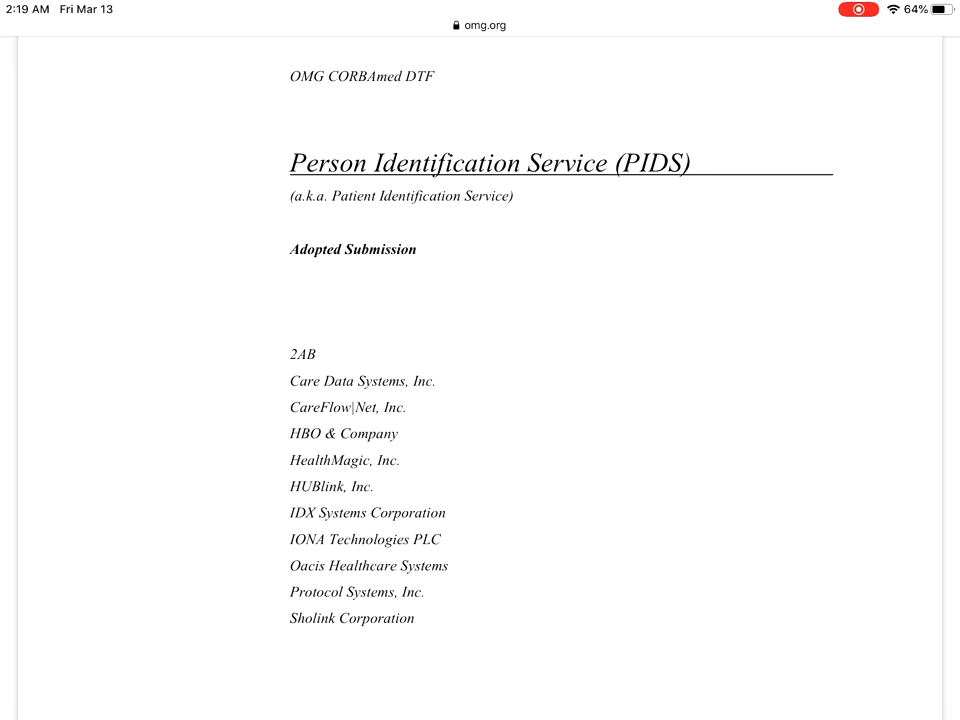 2:19 AM Fri Mar 13
64%
omg.org
OMG CORBAmed DTF
Person Identification Service (PIDS)
(a.k.a. Patient Identification Service)
Adopted Submission
2AB
Care Data Systems, Inc.
CareFlow|Net, Inc.
HBO & Company
HealthMagic, Inc.
HUBlink, Inc.
IDX Systems Corporation
IONA Technologies PLC
Oacis Healthcare Systems
Protocol Systems, Inc.
Sholink Corporation